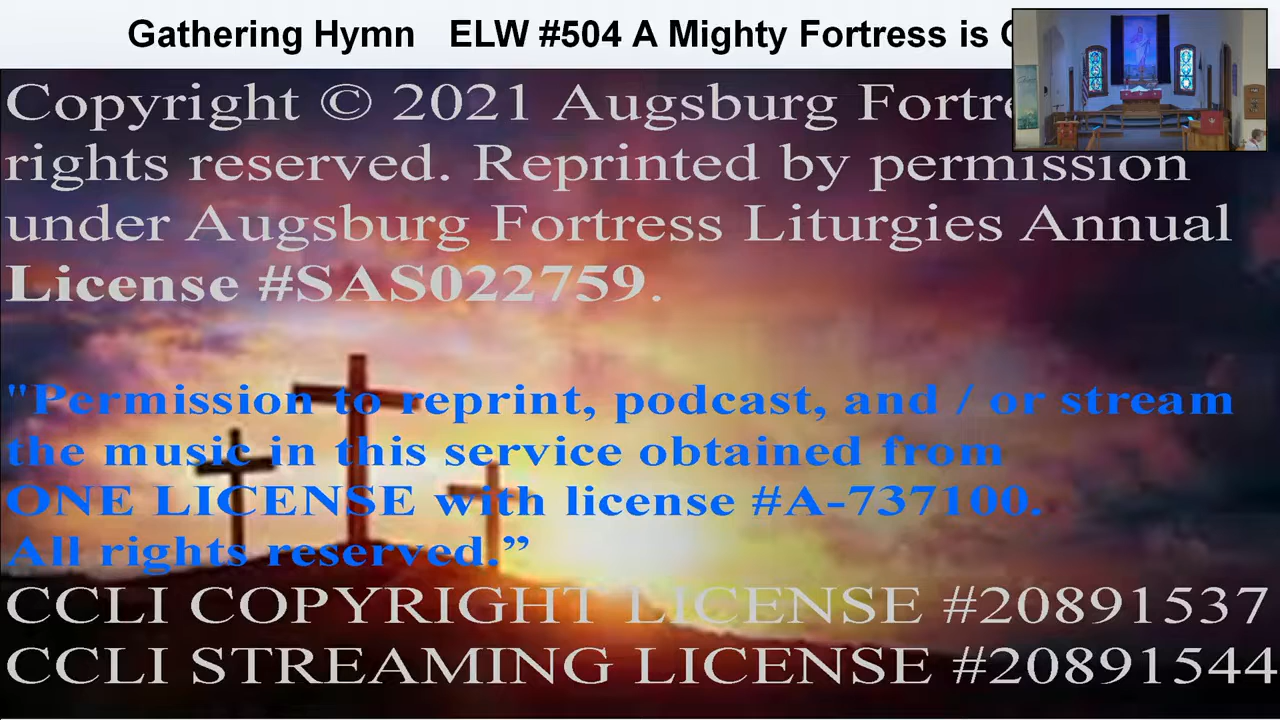 Gathering Hymn ELW #504 A Mighty Fortress is
Copyright © 2021 Augsburg
rights reserved. Reprinted by permission
under Augsburg Fortress Liturgies Annual
License #SAS022759.
"Permission to reprint, podcast, and / or stream
the music in this service obtained from
ONE LICENSE with license #A-737100.
All rights reserved.”
CCLI COPYRIGHT LICENSE #20891537
CCLI STREAMING LICENSE #20891544